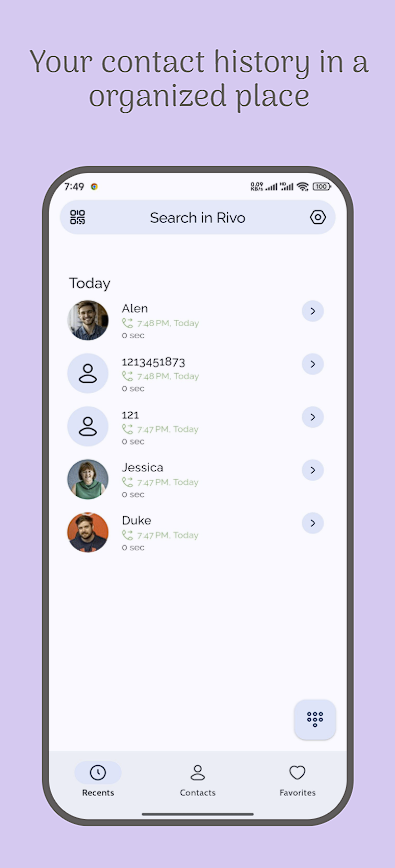 Your contact history in a
organized place
7:49
0.09 KB/s
HD
100
Search in Rivo
Today
Alen
7:48 PM, Today
0 sec
1213451873
7:48 PM, Today
0 sec
121
7:47 PM, Today
0 sec
Jessica
7:47 PM, Today
0 sec
Duke
7:47 PM, Today
0 sec
Recents
Contacts
Favorites